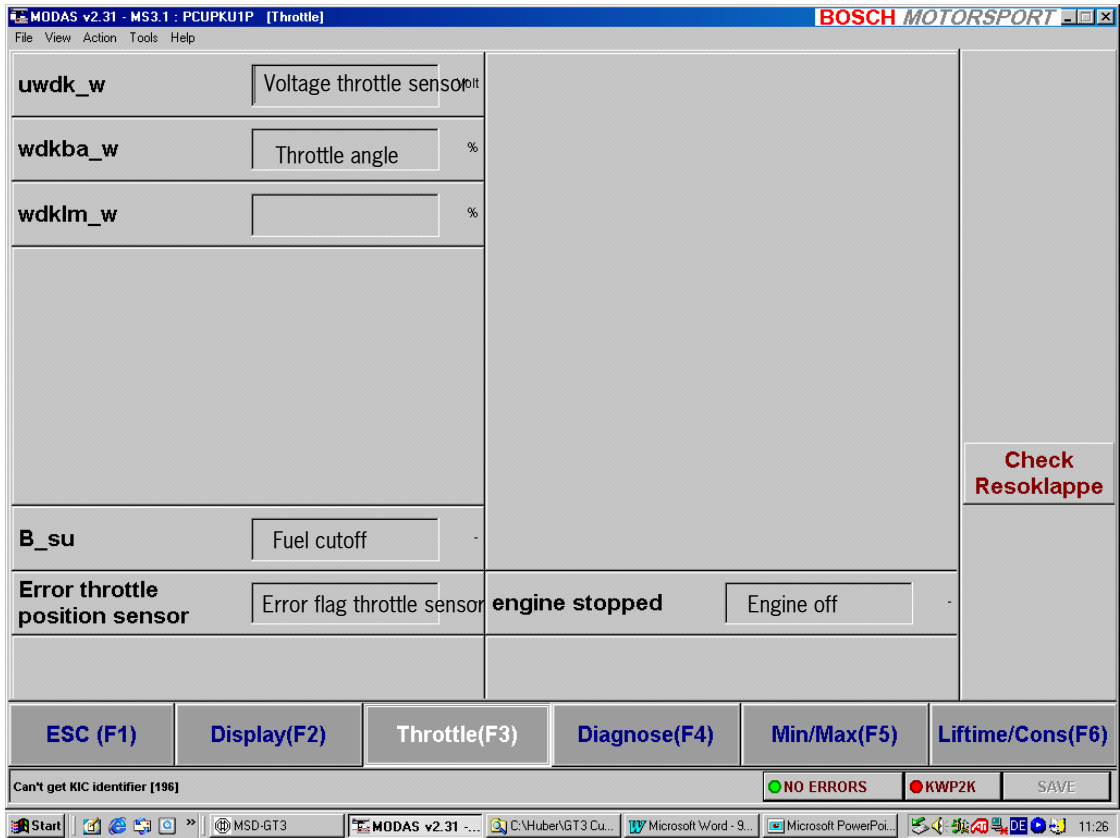 MODAS v2.31 - MS3.1 : PCUPKU1P [Throttle]
BOSCH MOTORSPORT
File View Action Tools Help
uwdk_w Voltage throttle sensor Volt
wdkba_w Throttle angle %
wdklm_w %
Check
Resoklappe
B_su Fuel cutoff -
Error throttle
position sensor Error flag throttle sensor engine stopped Engine off -
ESC (F1) Display(F2) Throttle(F3) Diagnose(F4) Min/Max(F5) Liftime/Cons(F6)
Can't get KIC identifier [196] NO ERRORS KWP2K SAVE
Start » MSD-GT3 MODAS v2.31 -... C:\Huber\GT3 Cu... Microsoft Word - 9... Microsoft PowerPoi... DE 11:26